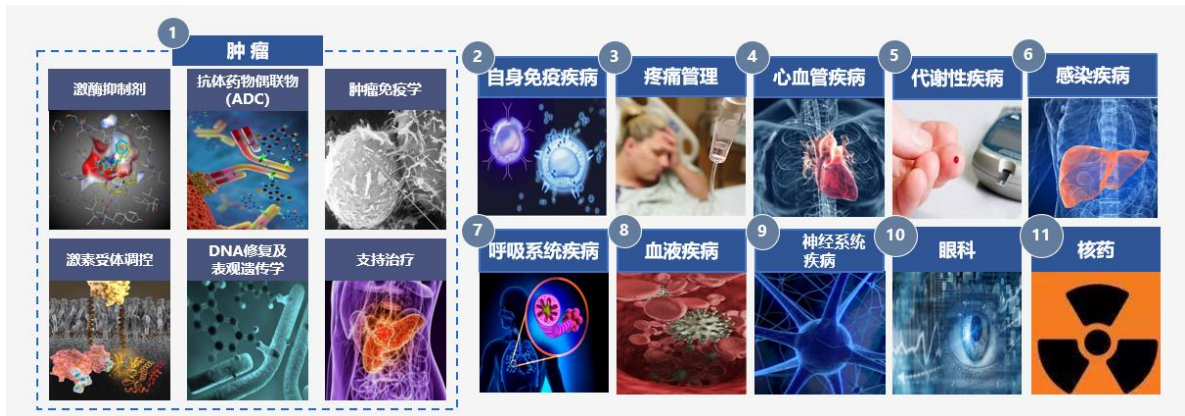 1
肿瘤
激酶抑制剂
抗体药物偶联物
(ADC)
肿瘤免疫学
激素受体调控
DNA修复及
表观遗传学
支持治疗
2
自身免疫疾病
3
疼痛管理
4
心血管疾病
5
代谢性疾病
6
感染疾病
7
呼吸系统疾病
8
血液疾病
9
神经系统
疾病
10
眼科
11
核药